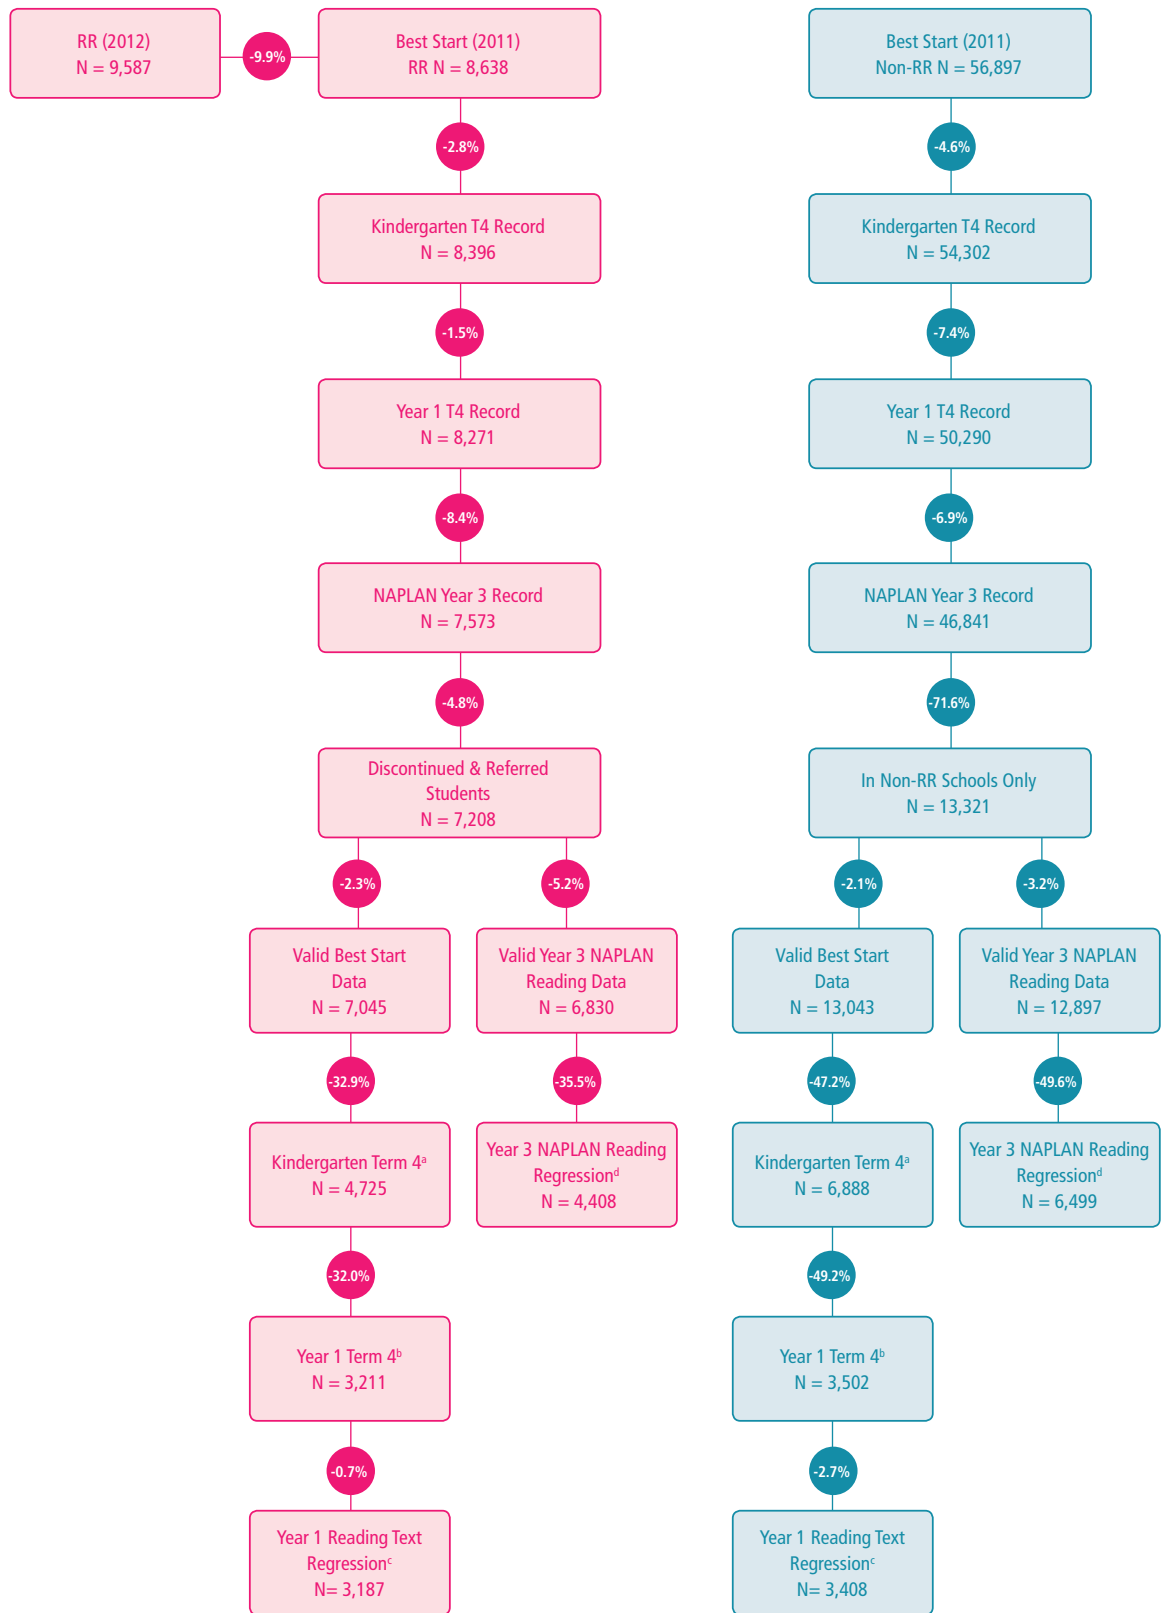 RR (2012)
N = 9,587
-9.9%
Best Start (2011)
RR N = 8,638
-2.8%
Kindergarten T4 Record
N = 8,396
-1.5%
Year 1 T4 Record
N = 8,271
-8.4%
NAPLAN Year 3 Record
N = 7,573
-4.8%
Discontinued & Referred
Students
N = 7,208
-2.3%
Valid Best Start
Data
N = 7,045
-32.9%
Kindergarten Term 4ᵃ
N = 4,725
-32.0%
Year 1 Term 4ᵇ
N = 3,211
-0.7%
Year 1 Reading Text
Regressionᶜ
N= 3,187
-5.2%
Valid Year 3 NAPLAN
Reading Data
N = 6,830
-35.5%
Year 3 NAPLAN Reading
Regressionᵈ
N = 4,408
Best Start (2011)
Non-RR N = 56,897
-4.6%
Kindergarten T4 Record
N = 54,302
-7.4%
Year 1 T4 Record
N = 50,290
-6.9%
NAPLAN Year 3 Record
N = 46,841
-71.6%
In Non-RR Schools Only
N = 13,321
-2.1%
Valid Best Start
Data
N = 13,043
-47.2%
Kindergarten Term 4ᵃ
N = 6,888
-49.2%
Year 1 Term 4ᵇ
N = 3,502
-2.7%
Year 1 Reading Text
Regressionᶜ
N= 3,408
-3.2%
Valid Year 3 NAPLAN
Reading Data
N = 12,897
-49.6%
Year 3 NAPLAN Reading
Regressionᵈ
N = 6,499